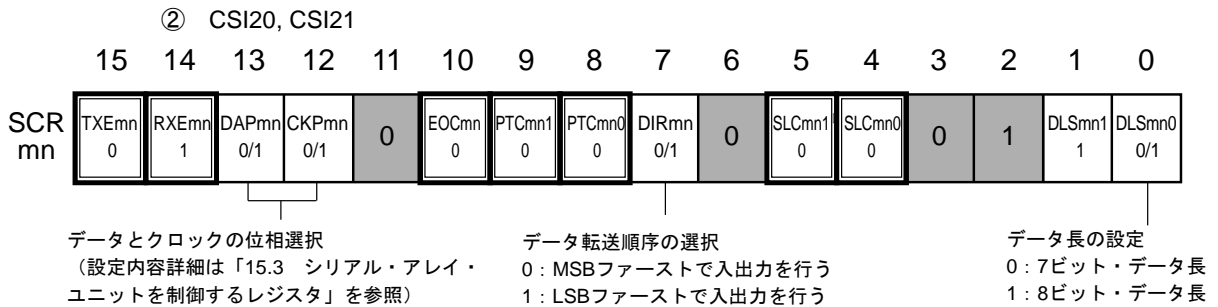 ② CSI20, CSI21
15 14 13 12 11 10 9 8 7 6 5 4 3 2 1 0
SCR
mn
TXEmn RXEmn DAPmn CKPmn 0 EOCmn PTCmn1 PTCmn0 DIRmn 0 SLCmn1 SLCmn0 0 1 DLSmn1 DLSmn0
0 1 0/1 0/1 0 0 0 0/1 0 0 1 0/1
データとクロックの位相選択
（設定内容詳細は「15.3 シリアル・アレイ・
ユニットを制御するレジスタ」を参照）
データ転送順序の選択
0：MSBファーストで入出力を行う
1：LSBファーストで入出力を行う
データ長の設定
0：7ビット・データ長
1：8ビット・データ長